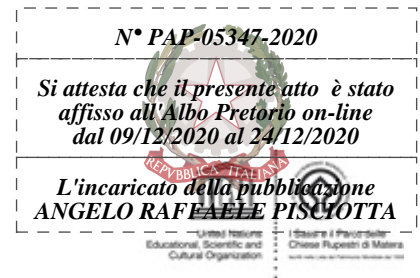 N° PAP-05347-2020
Si attesta che il presente atto è stato
affisso all'Albo Pretorio on-line
dal 09/12/2020 al 24/12/2020
REPVBBLICA ITALIANA
L'incaricato della pubblicazione
ANGELO RAFFAELE PISCIOTTA
United Nations
Educational, Scientific and
Cultural Organization
I Sassi e il Parco delle
Chiese Rupestri di Matera